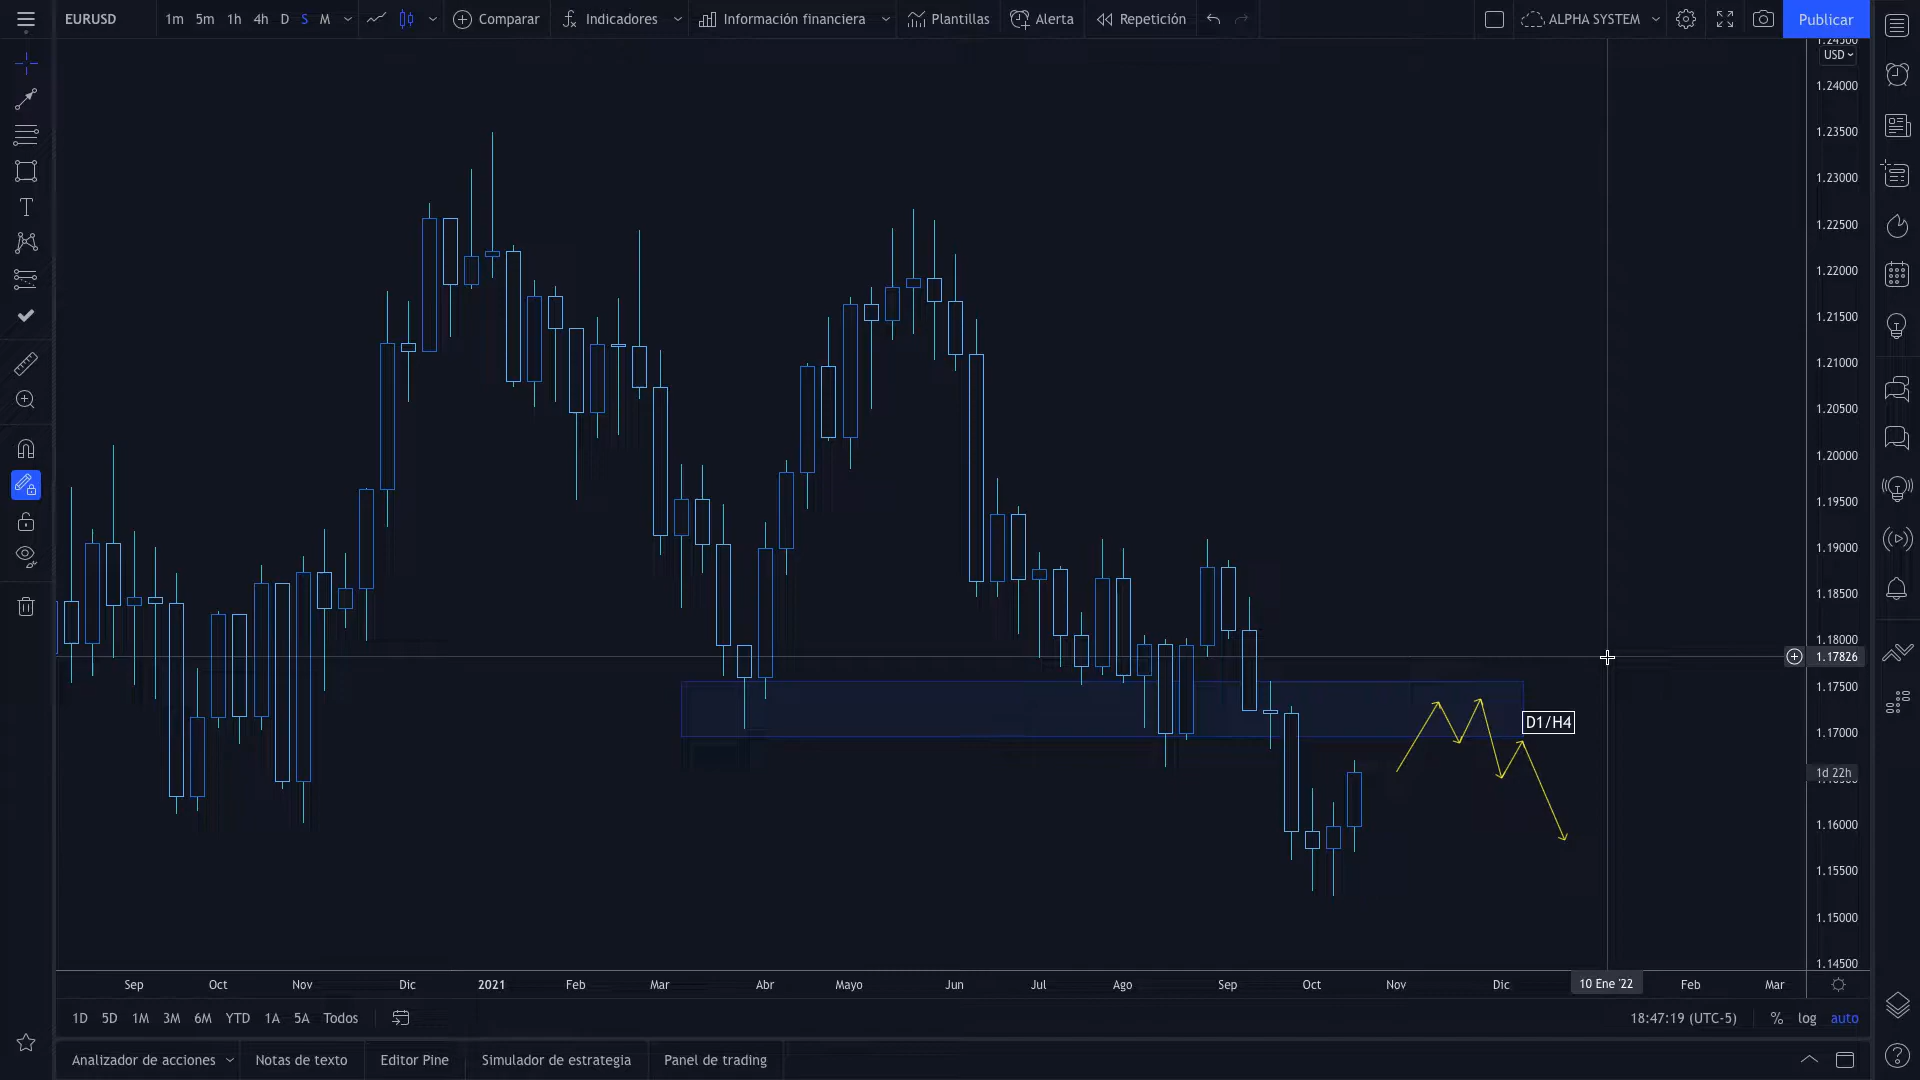 EURUSD
1m 5m 1h 4h D S M
Comparar
Indicadores
Información financiera
Plantillas
Alerta
Repetición
ALPHA SYSTEM
Publicar
1.24500
USD
1.24000
1.23500
1.23000
1.22500
1.22000
1.21500
1.21000
1.20500
1.20000
1.19500
1.19000
1.18500
1.18000
1.17826
1.17500
D1/H4
1.17000
1d 22h
1.16000
1.15500
1.15000
1.14500
Sep Oct Nov Dic 2021 Feb Mar Abr Mayo Jun Jul Ago Sep Oct Nov Dic 10 Ene '22 Feb Mar
1D 5D 1M 3M 6M YTD 1A 5A Todos
18:47:19 (UTC-5) % log auto
Analizador de acciones Notas de texto Editor Pine Simulador de estrategia Panel de trading